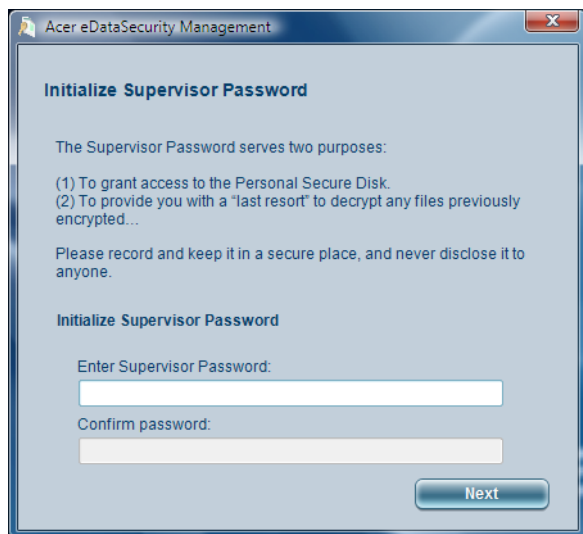 Acer eDataSecurity Management
Initialize Supervisor Password
The Supervisor Password serves two purposes:
(1) To grant access to the Personal Secure Disk.
(2) To provide you with a “last resort” to decrypt any files previously
encrypted...
Please record and keep it in a secure place, and never disclose it to
anyone.
Initialize Supervisor Password
Enter Supervisor Password:
Confirm password:
Next